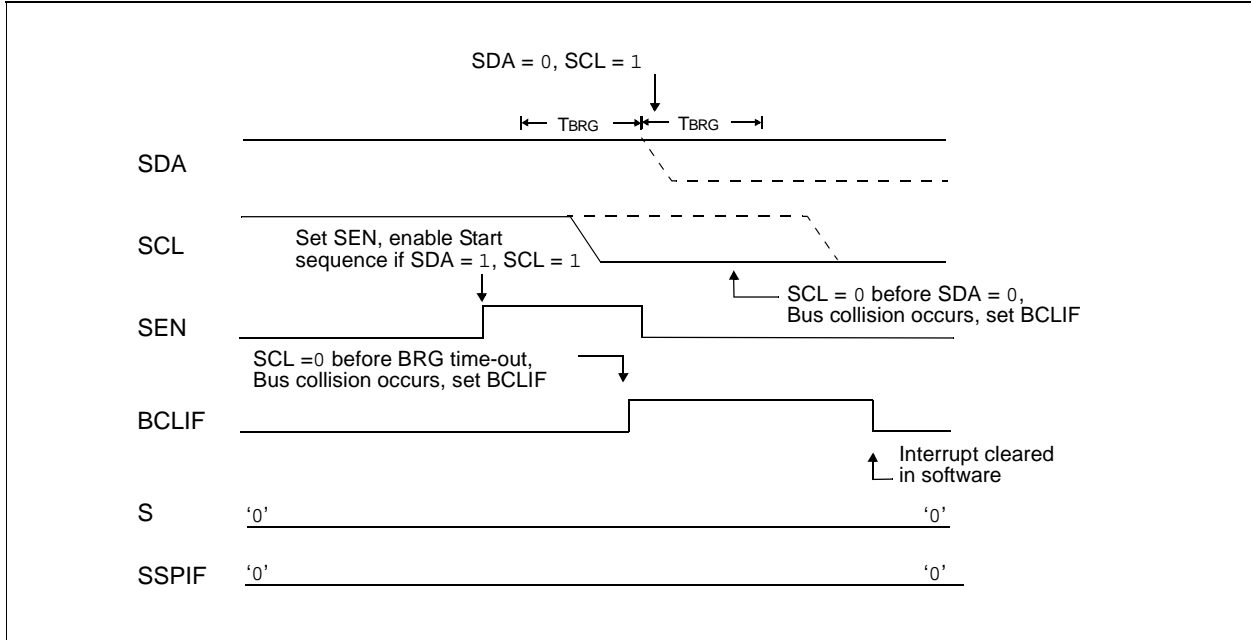 SDA = 0, SCL = 1
TBRG TBRG
SDA
SCL
Set SEN, enable Start
sequence if SDA = 1, SCL = 1
SCL = 0 before SDA = 0,
Bus collision occurs, set BCLIF
SEN
SCL =0 before BRG time-out,
Bus collision occurs, set BCLIF
BCLIF
Interrupt cleared
in software
S
‘0’ ‘0’
SSPIF
‘0’ ‘0’